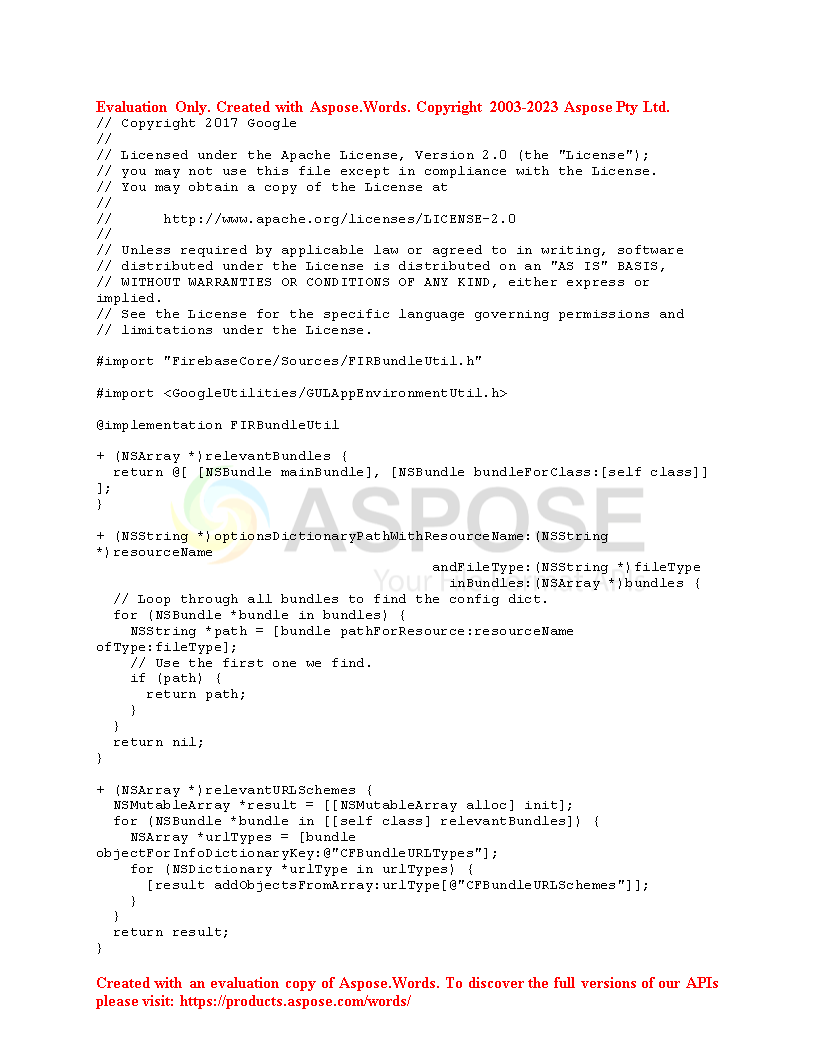 Evaluation Only. Created with Aspose.Words. Copyright 2003-2023 Aspose Pty Ltd.
// Copyright 2017 Google
//
// Licensed under the Apache License, Version 2.0 (the "License");
// you may not use this file except in compliance with the License.
// You may obtain a copy of the License at
//
//      http://www.apache.org/licenses/LICENSE-2.0
//
// Unless required by applicable law or agreed to in writing, software
// distributed under the License is distributed on an "AS IS" BASIS,
// WITHOUT WARRANTIES OR CONDITIONS OF ANY KIND, either express or
implied.
// See the License for the specific language governing permissions and
// limitations under the License.

#import "FirebaseCore/Sources/FIRBundleUtil.h"

#import <GoogleUtilities/GULAppEnvironmentUtil.h>

@implementation FIRBundleUtil

+ (NSArray *)relevantBundles {
  return @[ [NSBundle mainBundle], [NSBundle bundleForClass:[self class]]
];
}
ASPOSE

+ (NSString *)optionsDictionaryPathWithResourceName:(NSString
*)resourceName
                                        andFileType:(NSString *)fileType
                                          inBundles:(NSArray *)bundles {
  // Loop through all bundles to find the config dict.
  for (NSBundle *bundle in bundles) {
    NSString *path = [bundle pathForResource:resourceName
ofType:fileType];
    // Use the first one we find.
    if (path) {
      return path;
    }
  }
  return nil;
}

+ (NSArray *)relevantURLSchemes {
  NSMutableArray *result = [[NSMutableArray alloc] init];
  for (NSBundle *bundle in [[self class] relevantBundles]) {
    NSArray *urlTypes = [bundle
objectForInfoDictionaryKey:@"CFBundleURLTypes"];
    for (NSDictionary *urlType in urlTypes) {
      [result addObjectsFromArray:urlType[@"CFBundleURLSchemes"]];
    }
  }
  return result;
}

Created with an evaluation copy of Aspose.Words. To discover the full versions of our APIs
please visit: https://products.aspose.com/words/